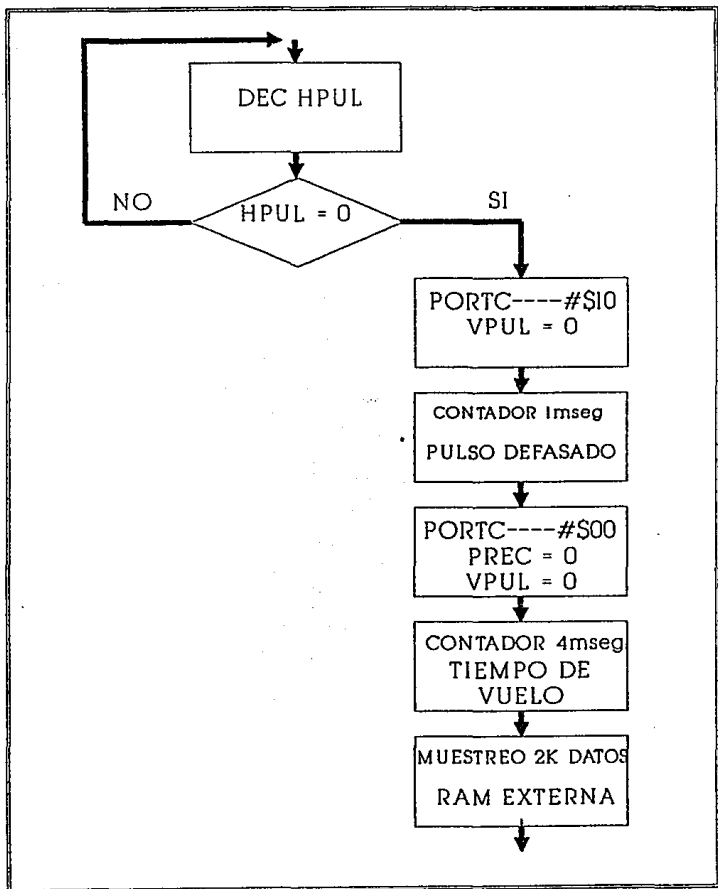 DEC HPUL
NO
HPUL = 0
SI
PORTC----#$10
VPUL = 0
CONTADOR 1mseg
PULSO DEFASADO
PORTC----#$00
PREC = 0
VPUL = 0
CONTADOR 4mseg
TIEMPO DE
VUELO
MUESTREO 2K DATOS
RAM EXTERNA